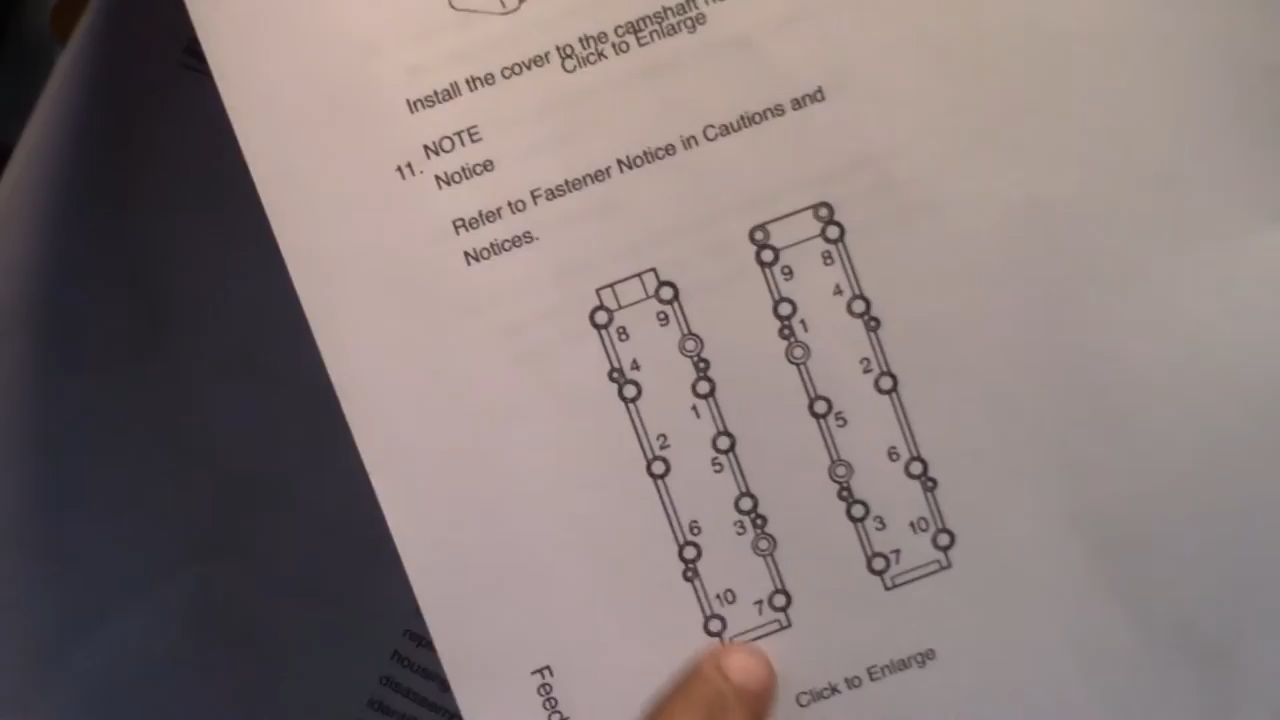 Install the cover to the camshaft
Click to Enlarge
11. NOTE
Notice
Refer to Fastener Notice in Cautions and
Notices.
8 9
4
1
2
5
6
3
10 7
9 8
4
1
2
5
6
3 10
7
Click to Enlarge
Feed
housing